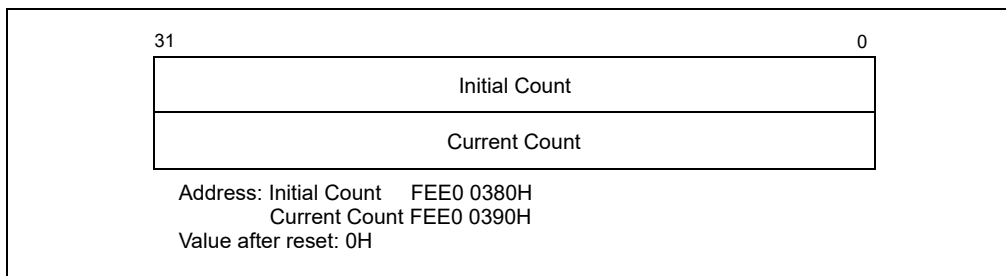 31 0
Initial Count
Current Count
Address: Initial Count FEE0 0380H
Current Count FEE0 0390H
Value after reset: 0H